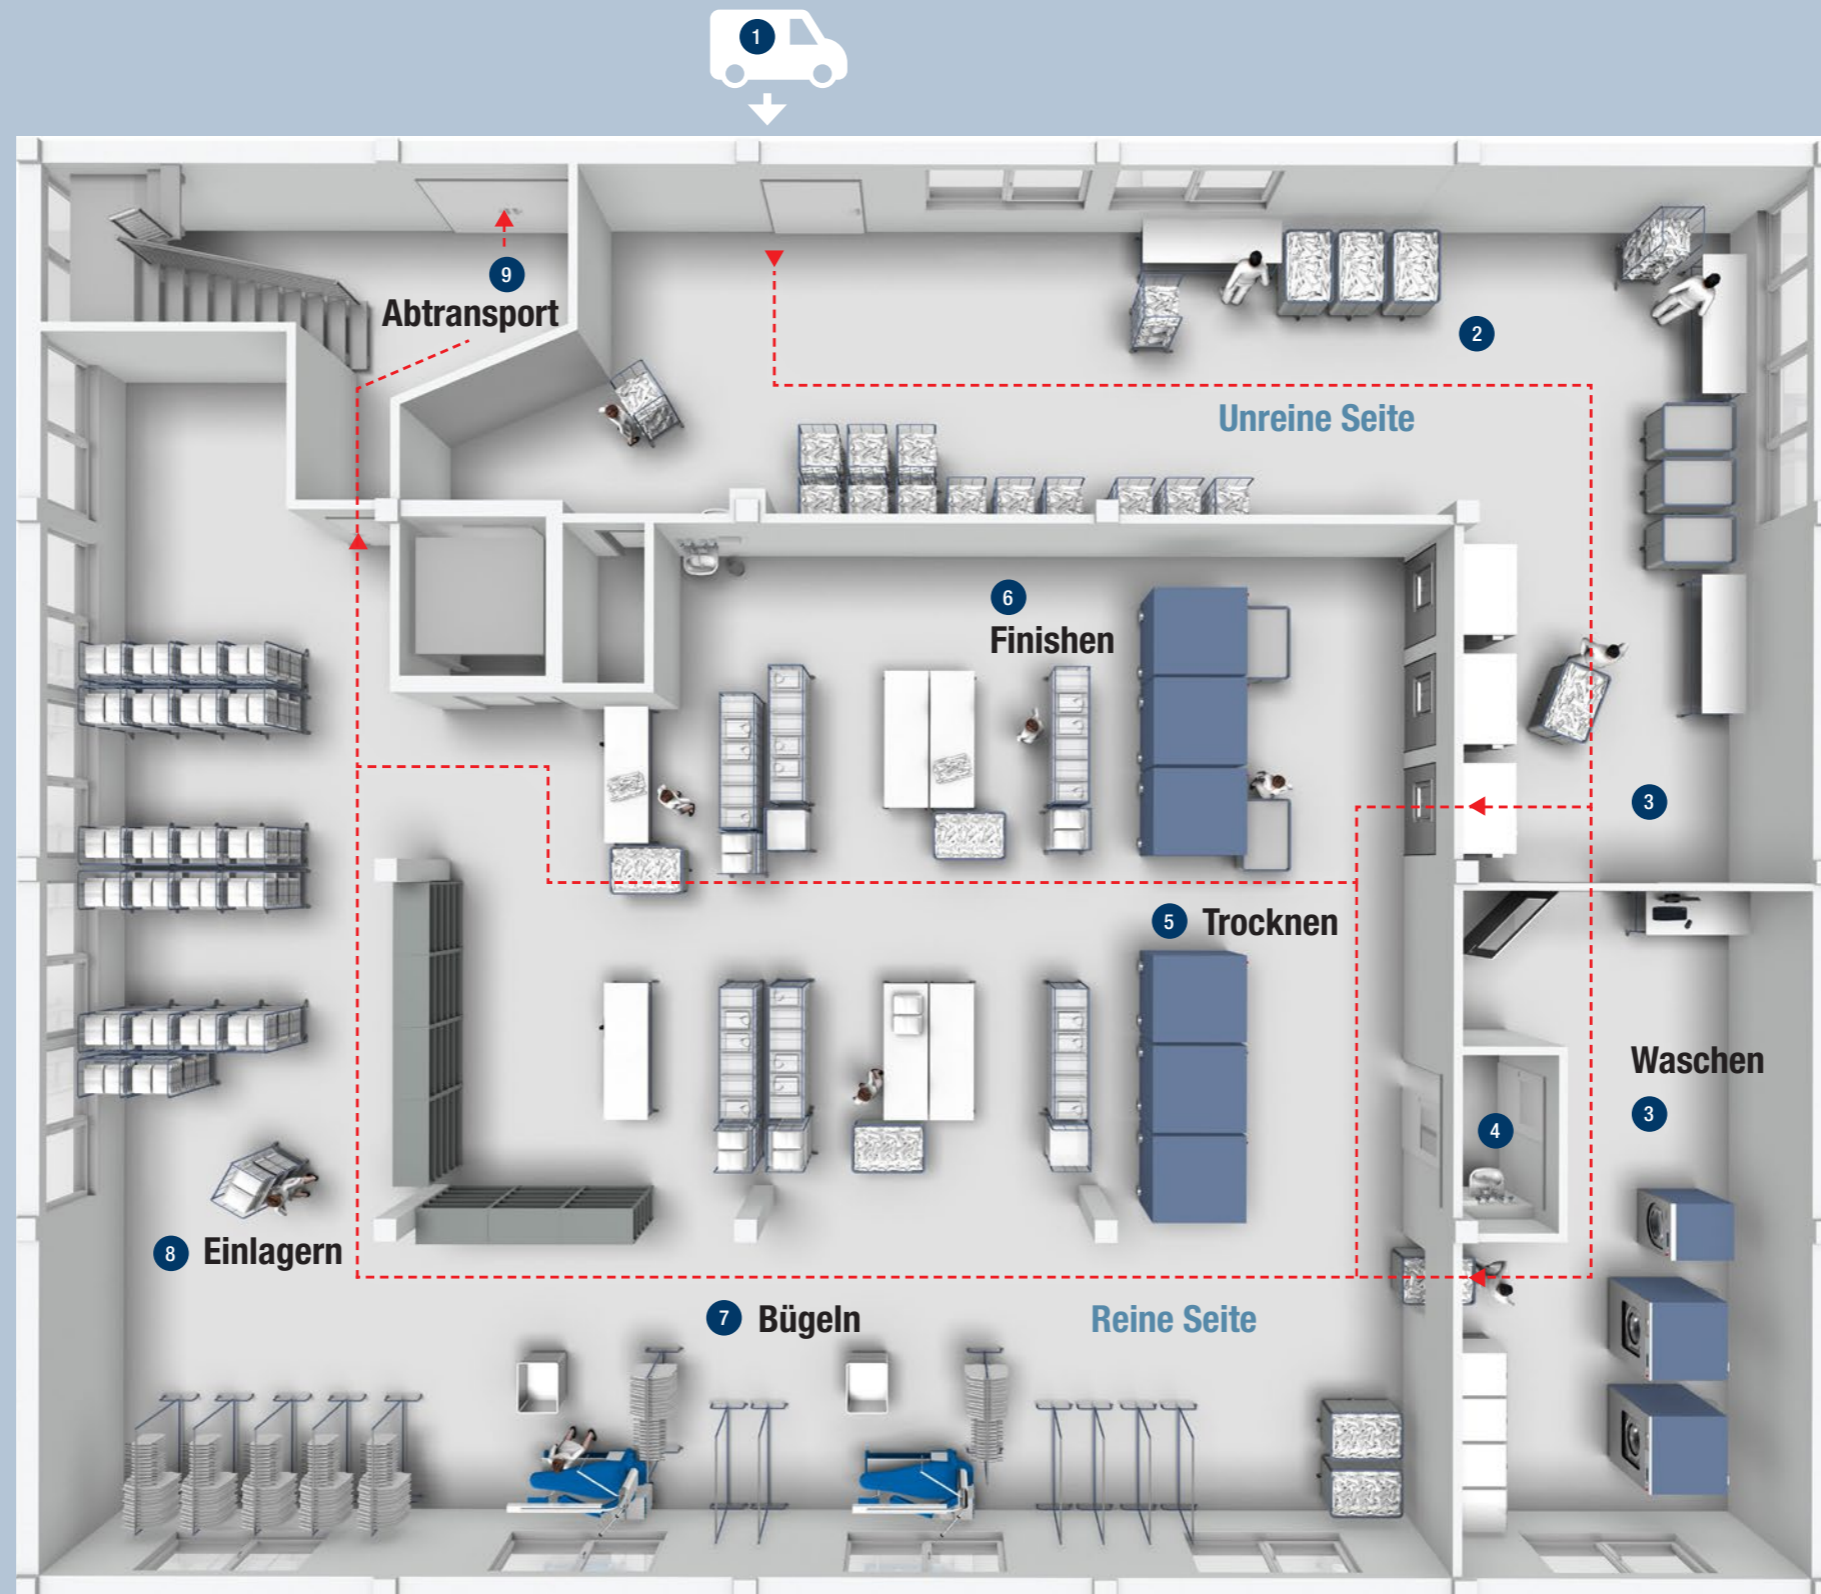 1
9
Abtransport
2
Unreine Seite
6
Finishen
3
5 Trocknen
Waschen
3
4
8 Einlagern
7 Bügeln
Reine Seite